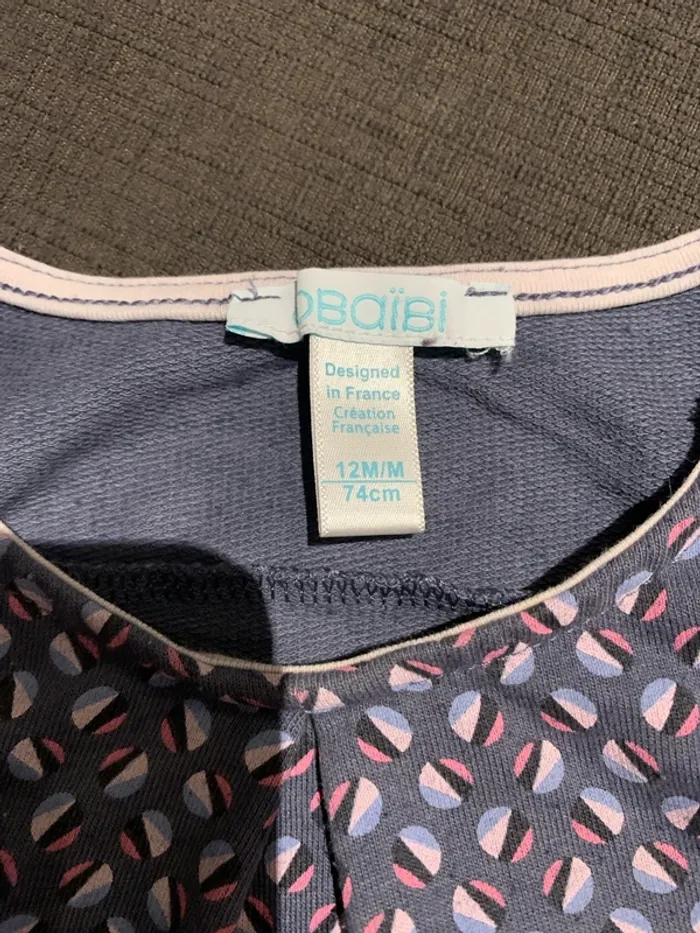 OBaïBi
Designed
in France
Création
Française
12M/M
74cm